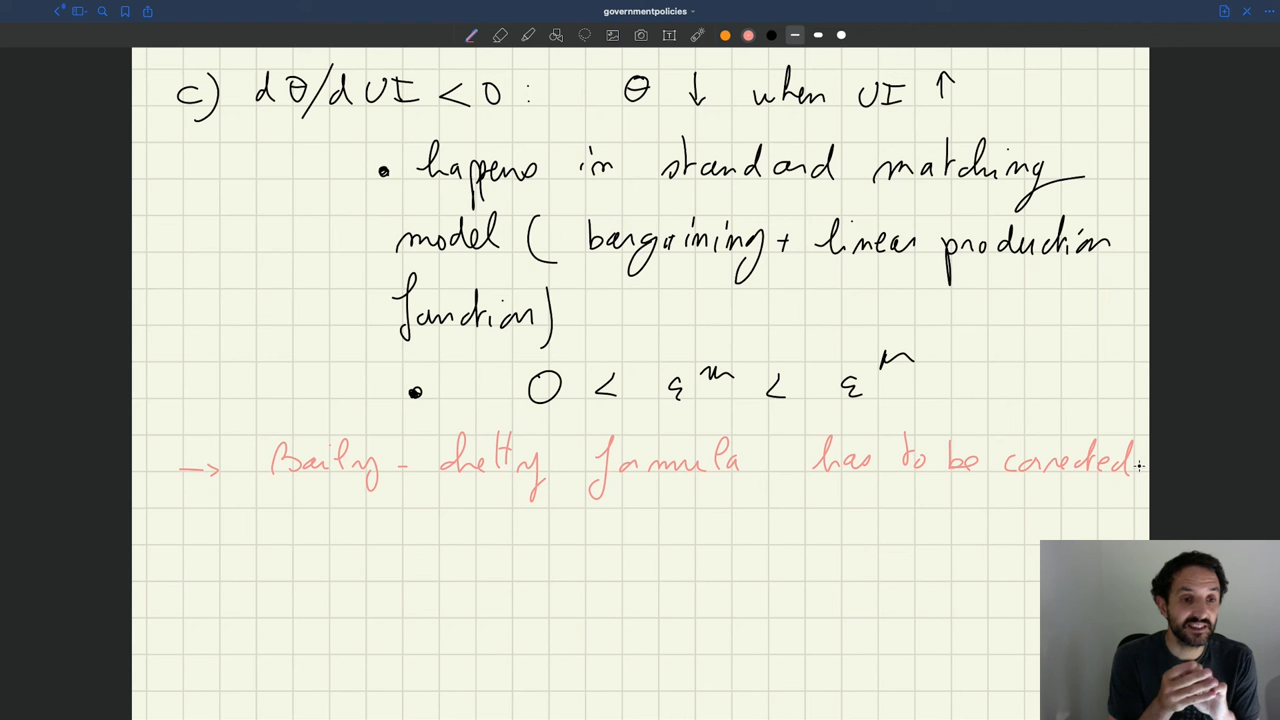 governmentpolicies
c) dθ/dUI < 0 : θ ↓ when UI ↑
• happens in standard matching
model ( bargaining + linear production
function)
• 0 < ε^m < ε^M
→ Baily - chetty formula has to be corrected.